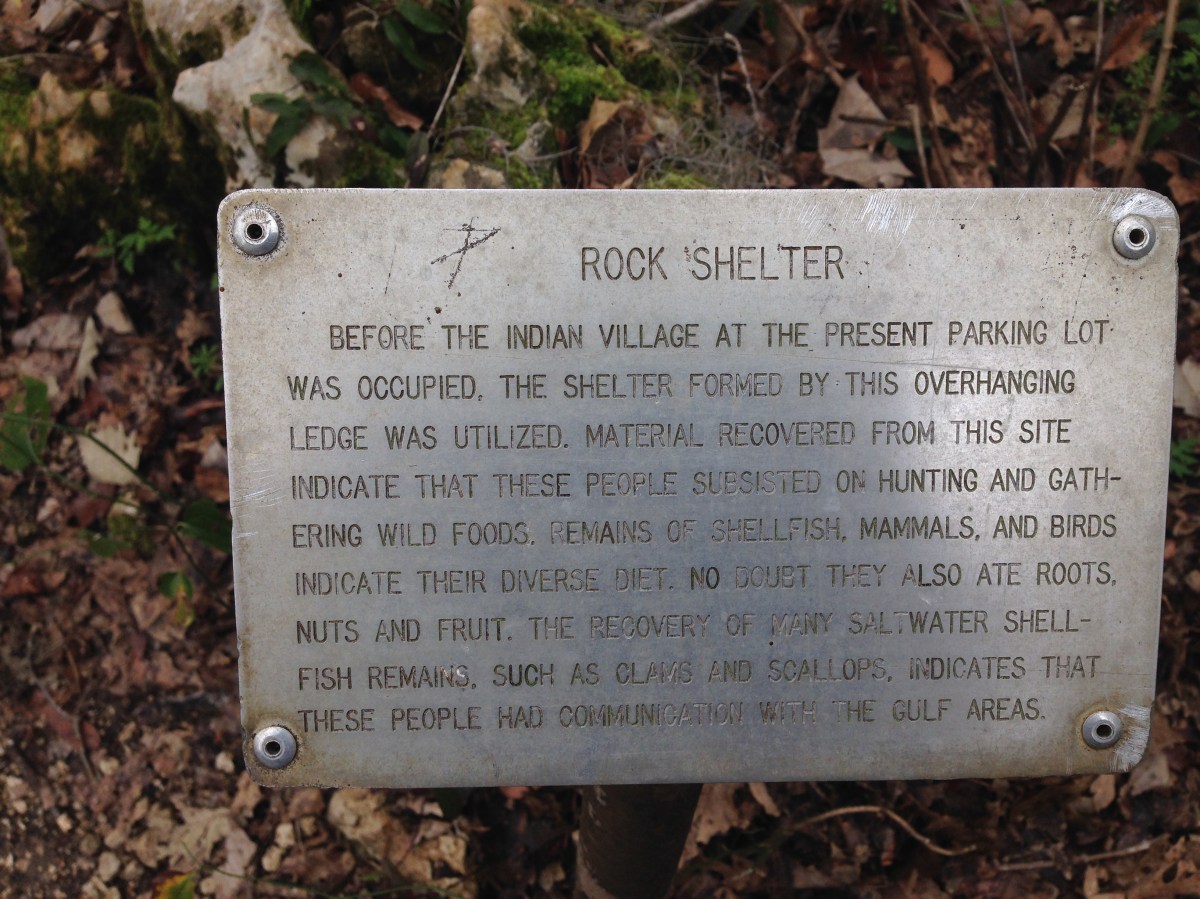 ROCK SHELTER
BEFORE THE INDIAN VILLAGE AT THE PRESENT PARKING LOT
WAS OCCUPIED, THE SHELTER FORMED BY THIS OVERHANGING
LEDGE WAS UTILIZED. MATERIAL RECOVERED FROM THIS SITE
INDICATE THAT THESE PEOPLE SUBSISTED ON HUNTING AND GATH-
ERING WILD FOODS. REMAINS OF SHELLFISH, MAMMALS, AND BIRDS
INDICATE THEIR DIVERSE DIET. NO DOUBT THEY ALSO ATE ROOTS,
NUTS AND FRUIT. THE RECOVERY OF MANY SALTWATER SHELL-
FISH REMAINS, SUCH AS CLAMS AND SCALLOPS, INDICATES THAT
THESE PEOPLE HAD COMMUNICATION WITH THE GULF AREAS.